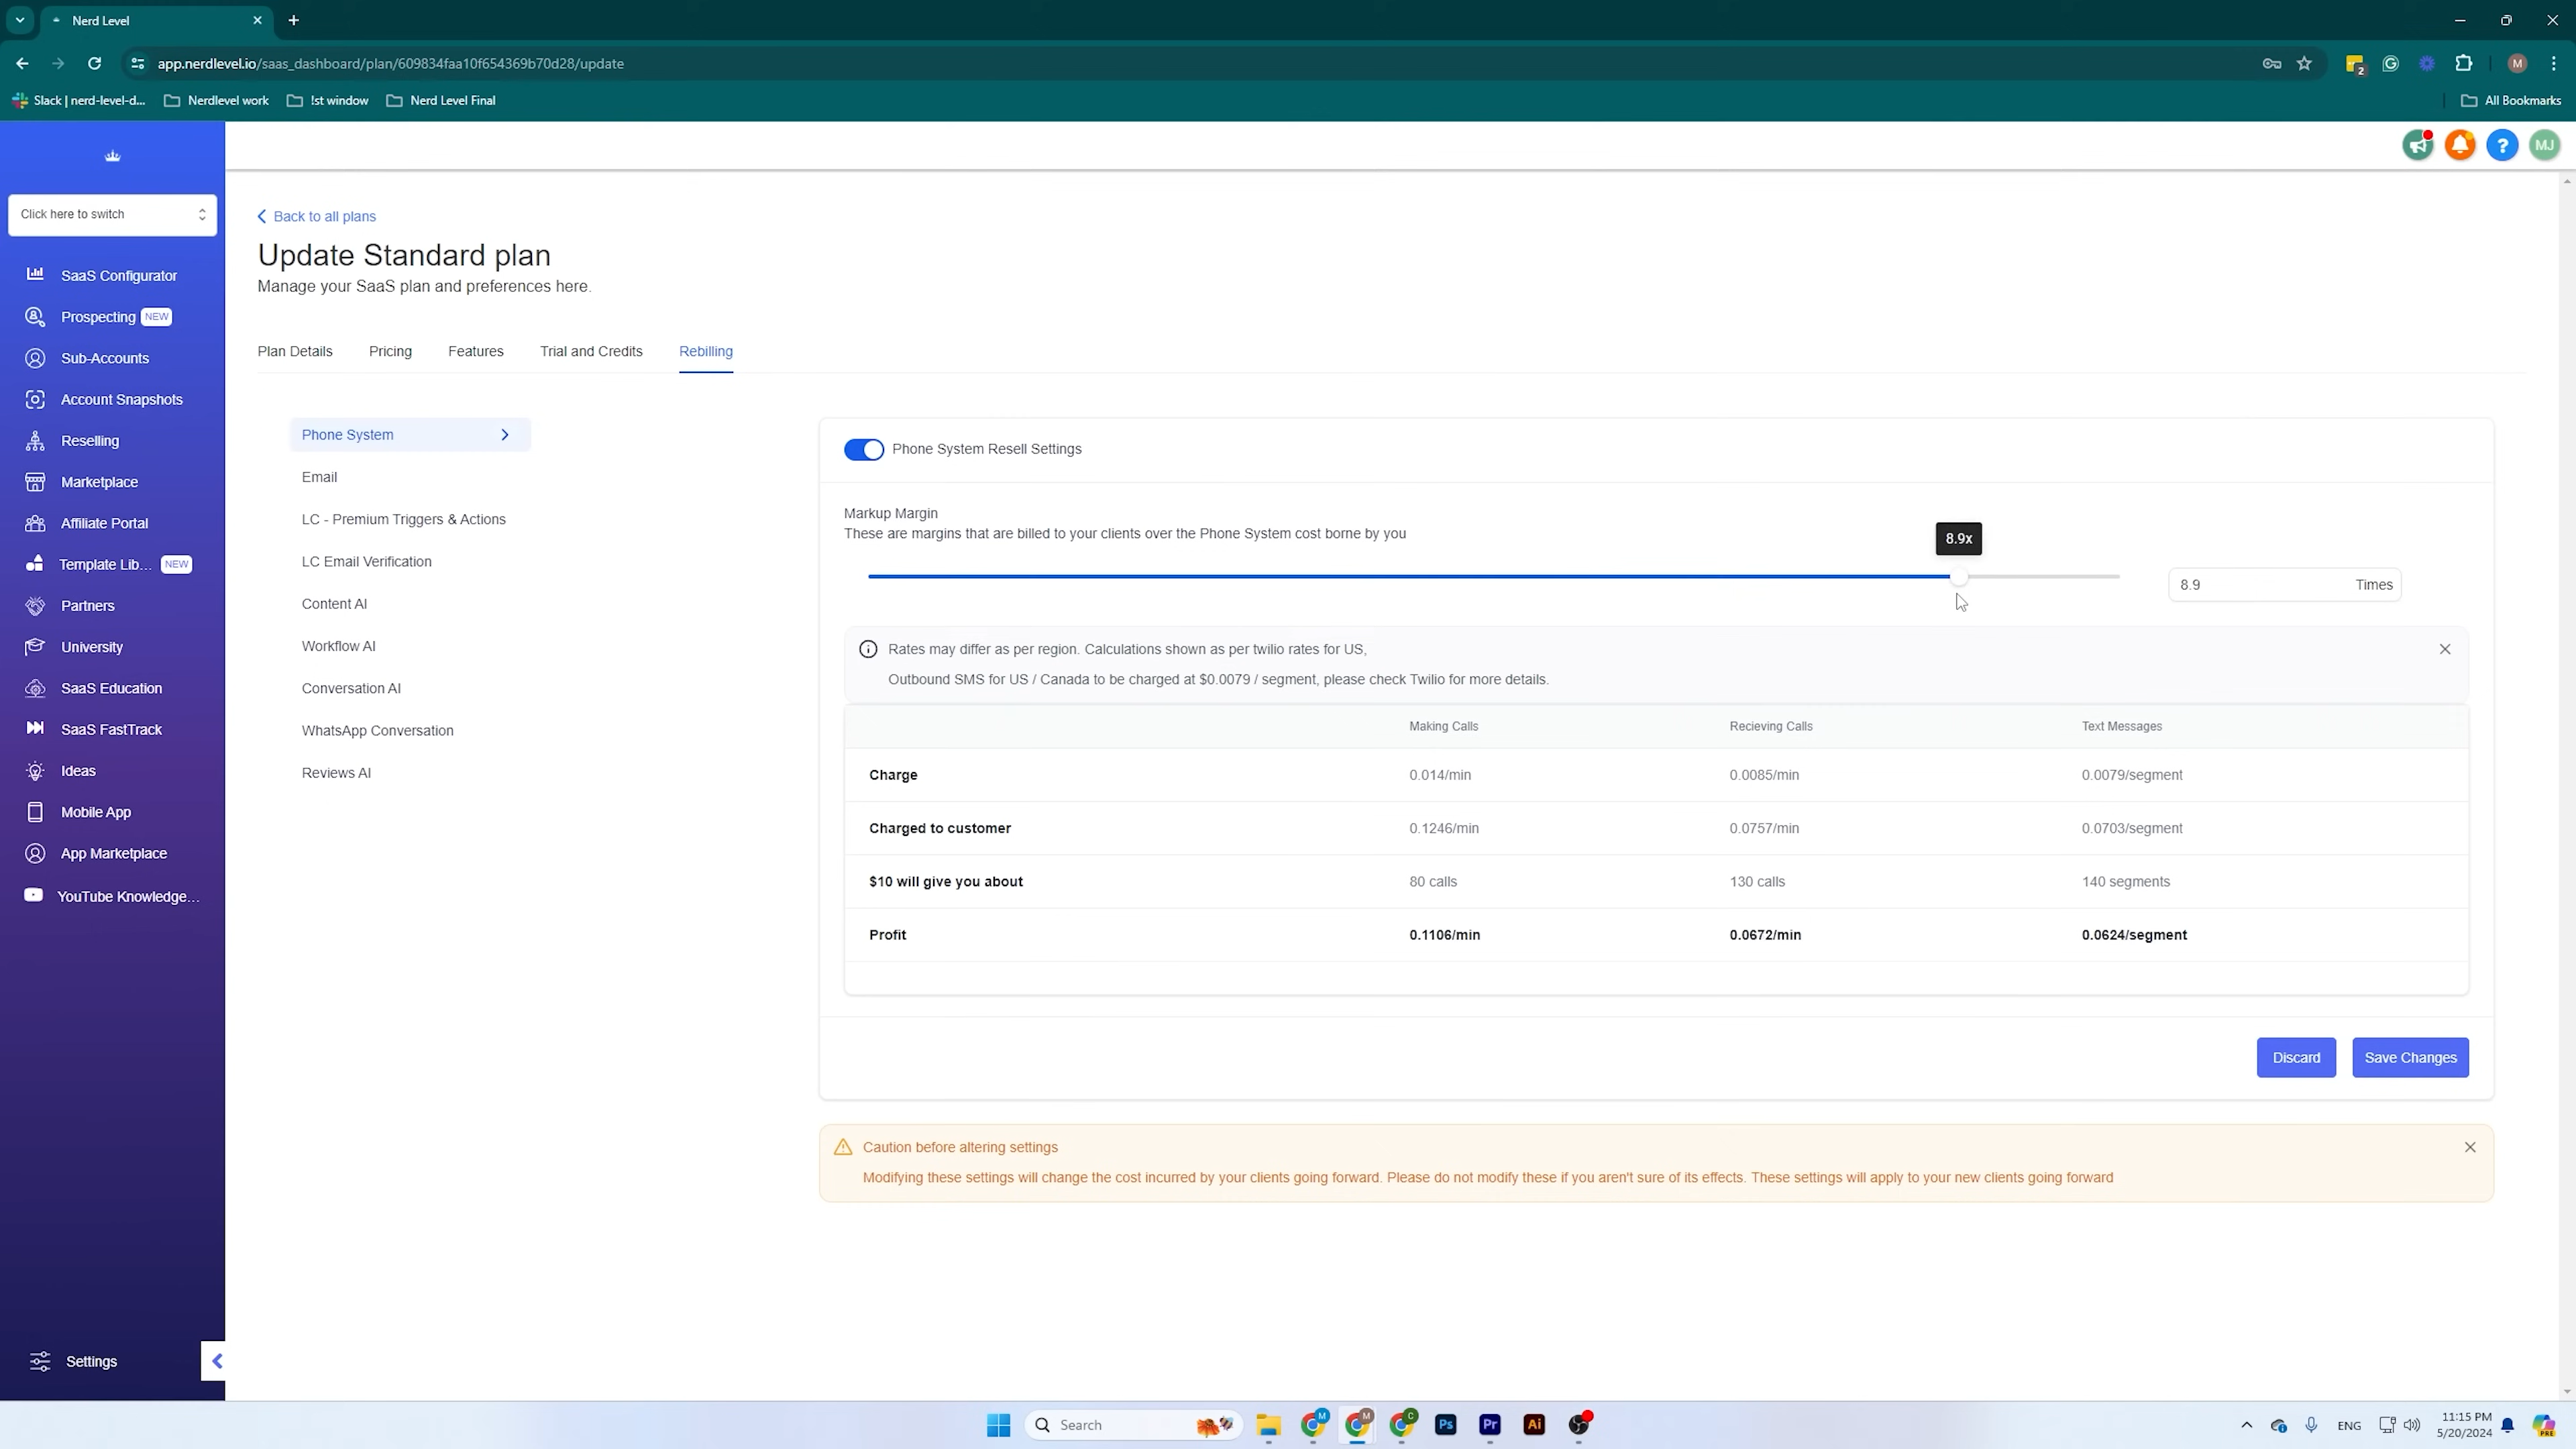 Nerd Level
app.nerdlevel.io/saas_dashboard/plan/609834faa10f654369b70d28/update
2
M
Slack | nerd-level-d...
Nerdlevel work
!st window
Nerd Level Final
All Bookmarks
Click here to switch
?
MJ
SaaS Configurator
Prospecting NEW
Sub-Accounts
Account Snapshots
Reselling
Marketplace
Affiliate Portal
Template Lib... NEW
Partners
University
SaaS Education
SaaS FastTrack
Ideas
Mobile App
App Marketplace
YouTube Knowledge...
Settings
Back to all plans
Update Standard plan
Manage your SaaS plan and preferences here.
Plan Details Pricing Features Trial and Credits Rebilling
Phone System
Email
LC - Premium Triggers & Actions
LC Email Verification
Content AI
Workflow AI
Conversation AI
WhatsApp Conversation
Reviews AI
Phone System Resell Settings
Markup Margin
These are margins that are billed to your clients over the Phone System cost borne by you
8.9x
8.9 Times
Rates may differ as per region. Calculations shown as per twilio rates for US,
Outbound SMS for US / Canada to be charged at $0.0079 / segment, please check Twilio for more details.
Making Calls Recieving Calls Text Messages
Charge 0.014/min 0.0085/min 0.0079/segment
Charged to customer 0.1246/min 0.0757/min 0.0703/segment
$10 will give you about 80 calls 130 calls 140 segments
Profit 0.1106/min 0.0672/min 0.0624/segment
Discard Save Changes
Caution before altering settings
Modifying these settings will change the cost incurred by your clients going forward. Please do not modify these if you aren't sure of its effects. These settings will apply to your new clients going forward
Search
M
M
C
Ps
Pr
Ai
ENG
11:15 PM
5/20/2024
PRE